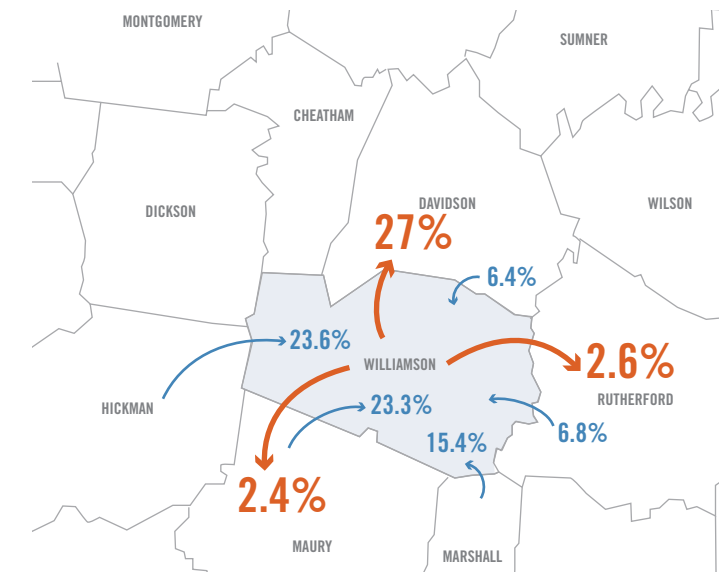 MONTGOMERY
SUMNER
CHEATHAM
DICKSON
DAVIDSON
WILSON
27%
6.4%
23.6%
WILLIAMSON
2.6%
RUTHERFORD
HICKMAN
23.3%
6.8%
15.4%
2.4%
MAURY
MARSHALL